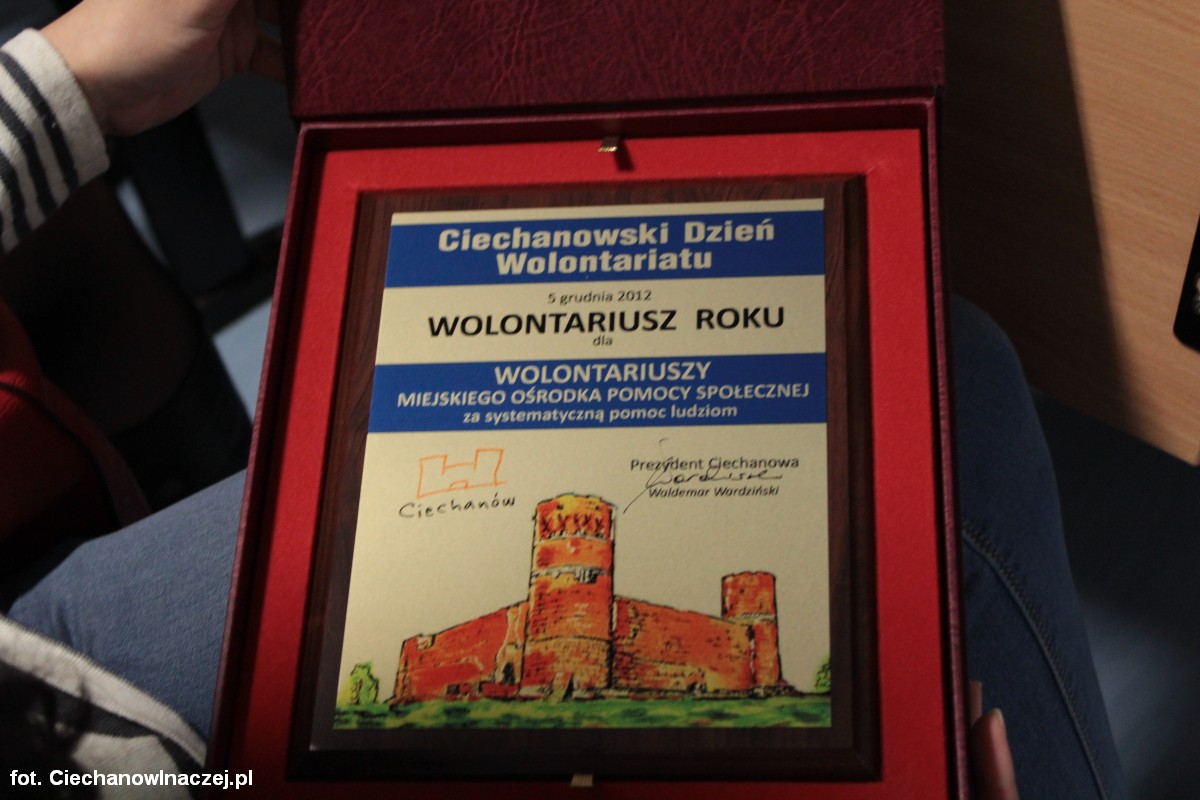 Ciechanowski Dzień
Wolontariatu
5 grudnia 2012
WOLONTARIUSZ ROKU
dla
WOLONTARIUSZY
MIEJSKIEGO OŚRODKA POMOCY SPOŁECZNEJ
za systematyczną pomoc ludziom
Ciechanów
Prezydent Ciechanowa
Waldemar Wardziński
fot. CiechanowInaczej.pl